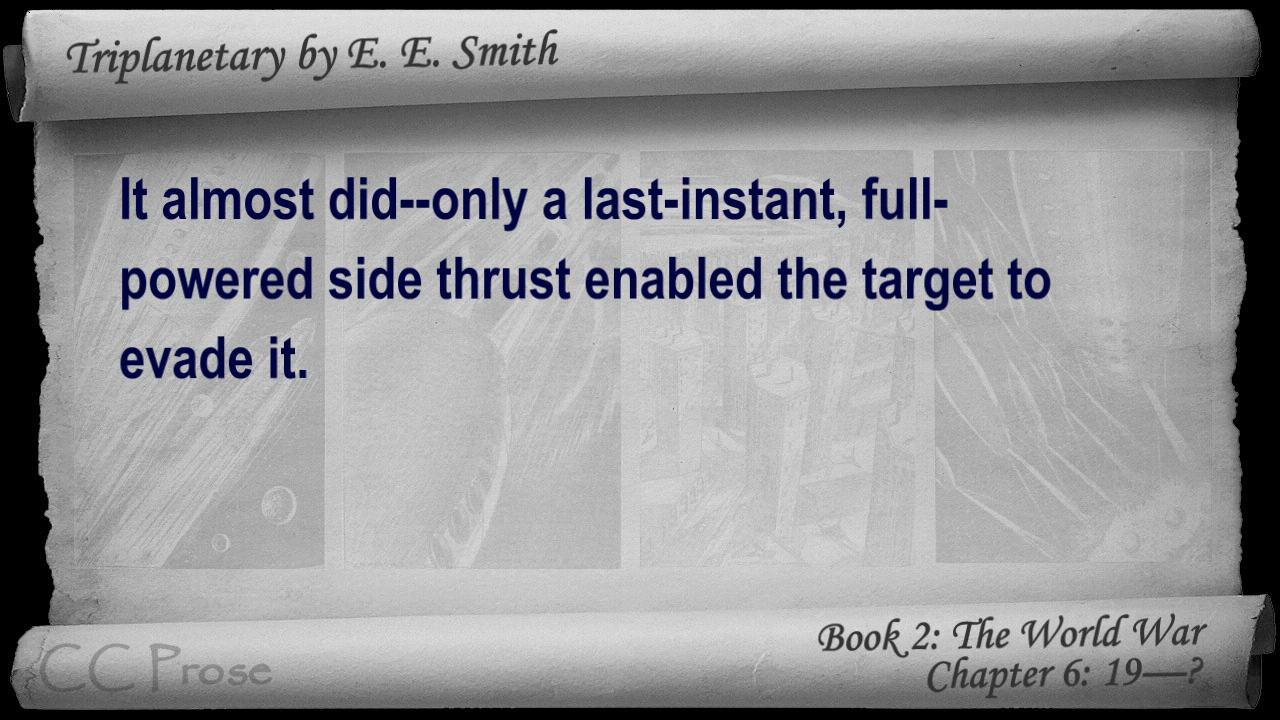 Triplanetary by E. E. Smith
It almost did--only a last-instant, full-
powered side thrust enabled the target to
evade it.
Book 2: The World War
Chapter 6: 19—?
CC Prose